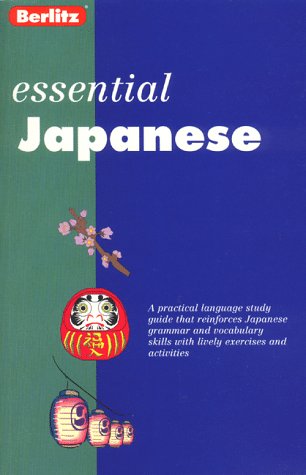 Berlitz
essential
Japanese
A practical language study
guide that reinforces Japanese
grammar and vocabulary
skills with lively exercises and
activities